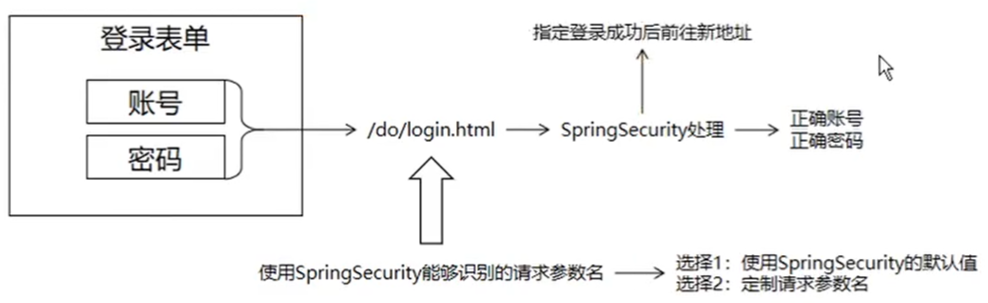 指定登录成功后前往新地址
登录表单
账号
密码
/do/login.html
SpringSecurity处理
正确账号
正确密码
使用SpringSecurity能够识别的请求参数名
选择1：使用SpringSecurity的默认值
选择2：定制请求参数名